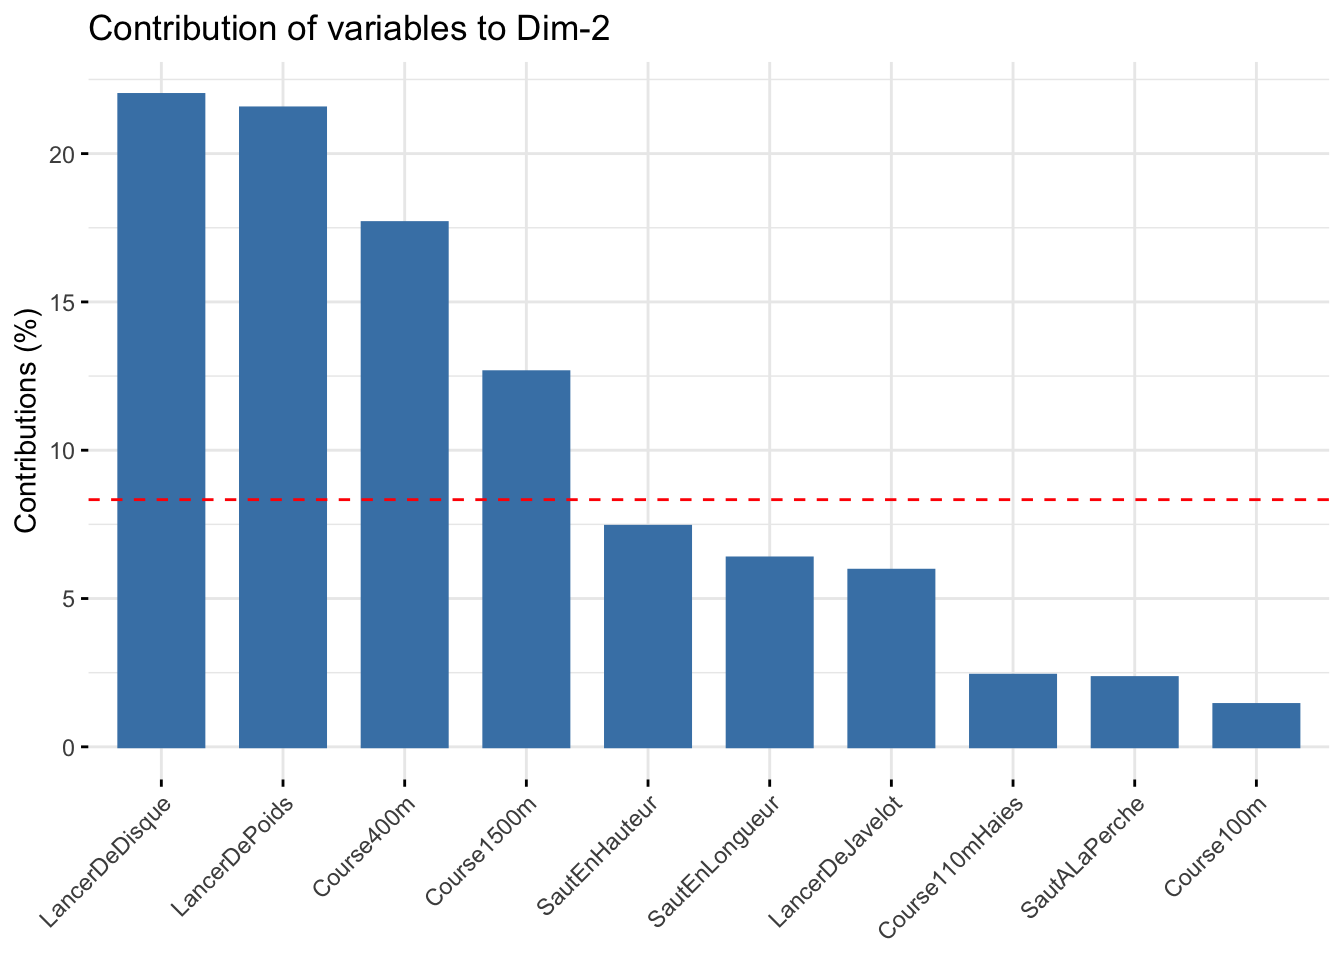 Contribution of variables to Dim-2
Contributions (%)
20
15
10
5
0
LancerDeDisque
LancerDePoids
Course400m
Course1500m
SautEnHauteur
SautEnLongueur
LancerDeJavelot
Course110mHaies
SautALaPerche
Course100m